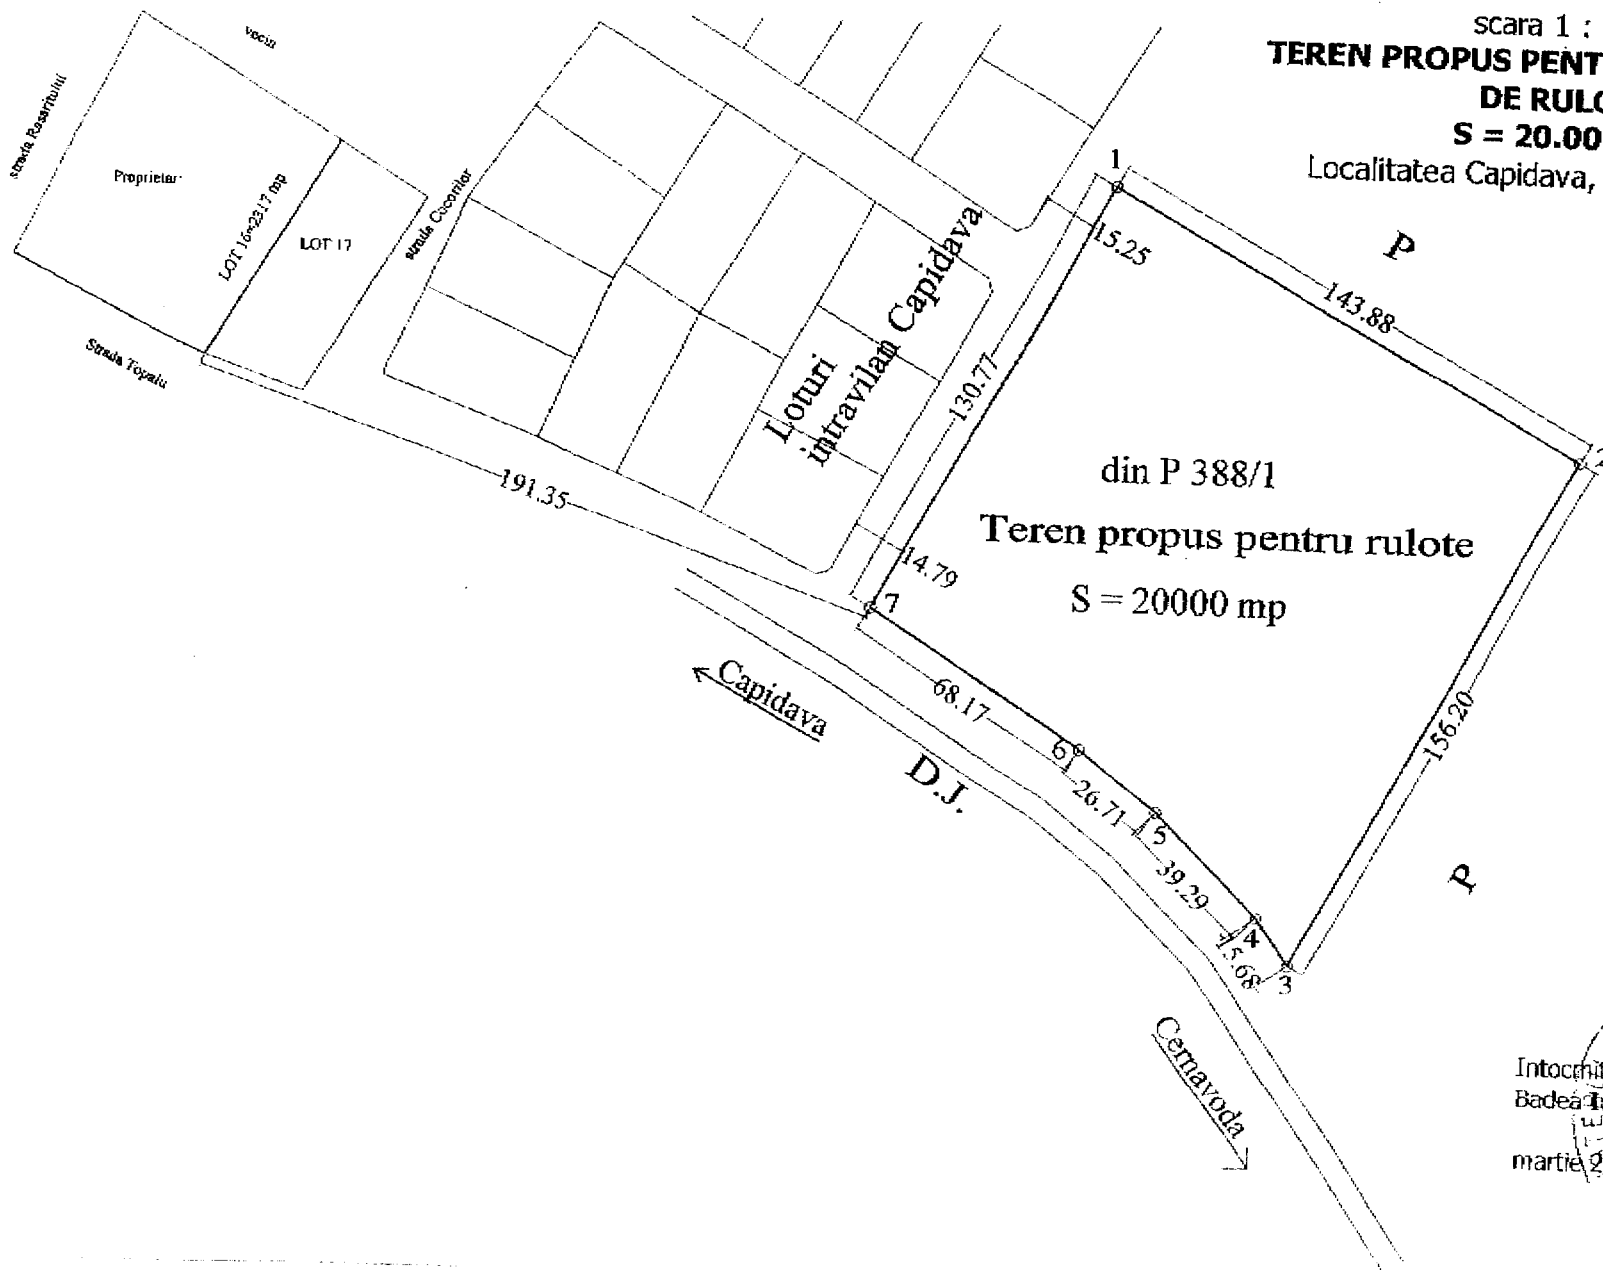 scara 1 :
TEREN PROPUS PENT
DE RULO
S = 20.00
Localitatea Capidava,
vecin
strada Rasaritului
Proprietar:
LOT 16=2317 mp
LOT 17
strada Cocorilor
Strada Topalu
191.35
Loturi
intravilan Capidava
1
15.25
P
143.88
2
130.77
din P 388/1
Teren propus pentru rulote
S = 20000 mp
14.79
7
68.17
156.20
Capidava
D.J.
6
26.71
5
39.29
4
15.68
3
P
Cernavoda
Intocmit
Badea
martie 2